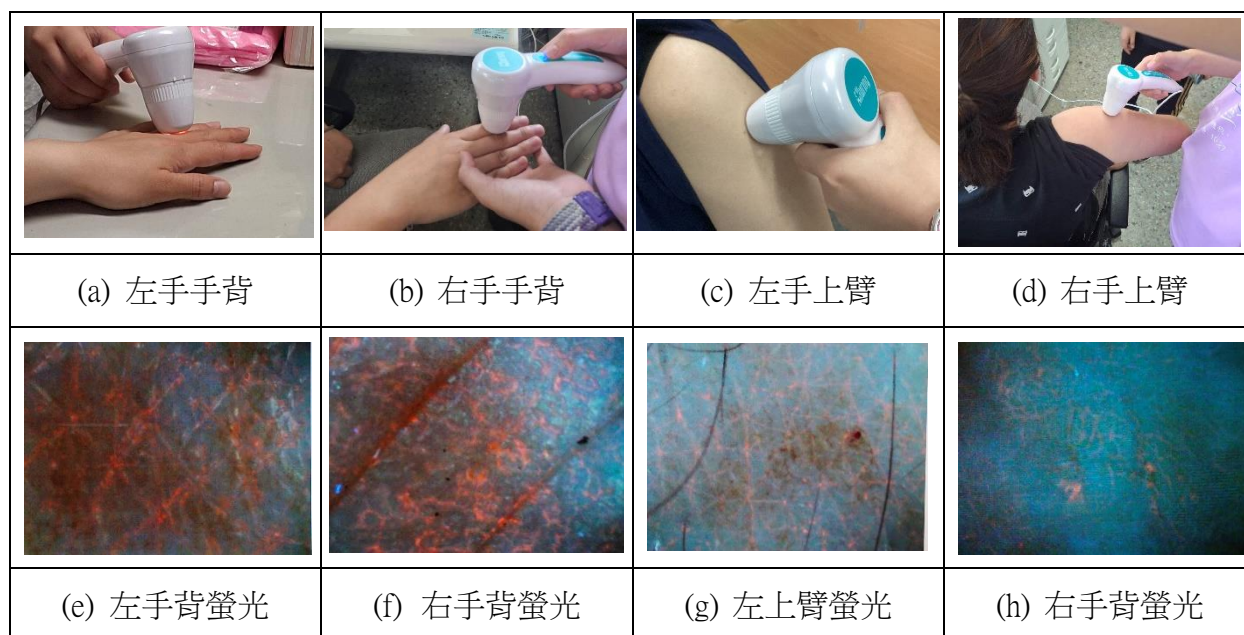 (a) 左手手背
(b) 右手手背
(c) 左手上臂
(d) 右手上臂
(e) 左手背螢光
(f) 右手背螢光
(g) 左上臂螢光
(h) 右手背螢光